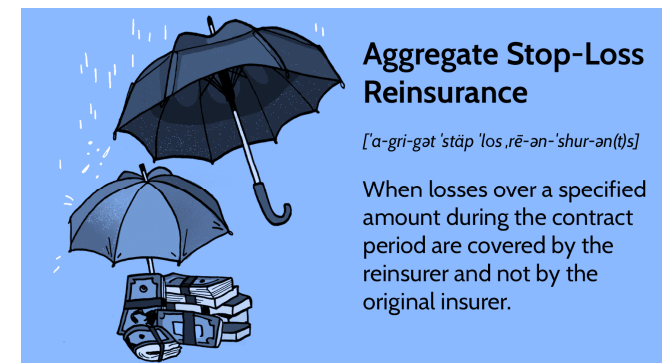 Aggregate Stop-Loss
Reinsurance
['a-gri-gət 'stäp 'los ,rē-ən-'shur-ən(t)s]
When losses over a specified
amount during the contract
period are covered by the
reinsurer and not by the
original insurer.